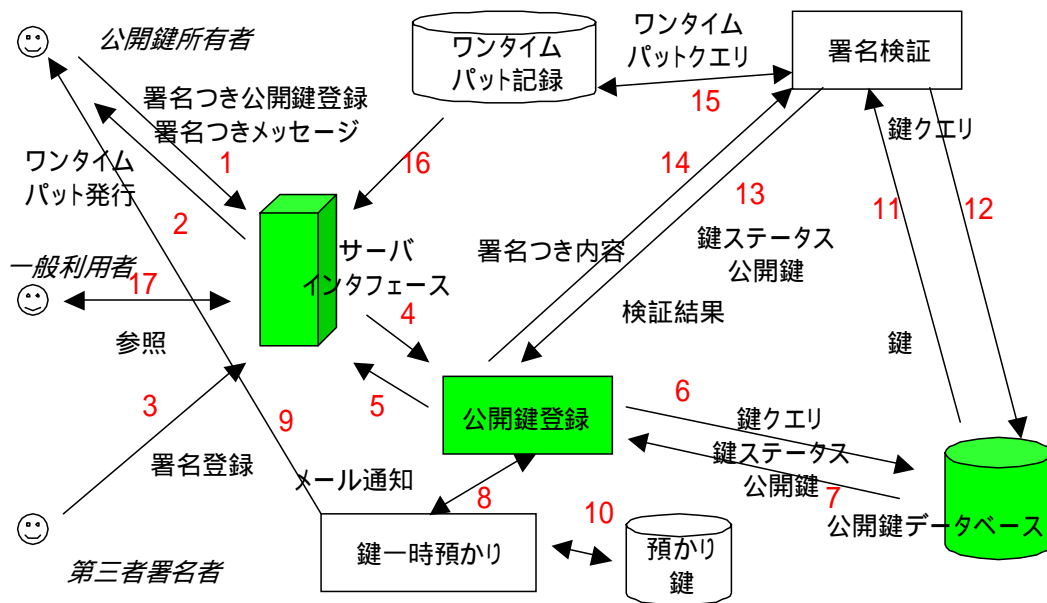 公開鍵所有者
ワンタイム
パット記録
ワンタイム
パットクエリ
署名検証
署名つき公開鍵登録
署名つきメッセージ
15
鍵クエリ
ワンタイム
パット発行
1
16
14
2
13
11
12
サーバ
インタフェース
署名つき内容
鍵ステータス
公開鍵
一般利用者
17
4
検証結果
参照
鍵
3
9
5
公開鍵登録
6
鍵クエリ
署名登録
メール通知
鍵ステータス
公開鍵
7
8
10
公開鍵データベース
鍵一時預かり
預かり
鍵
第三者署名者